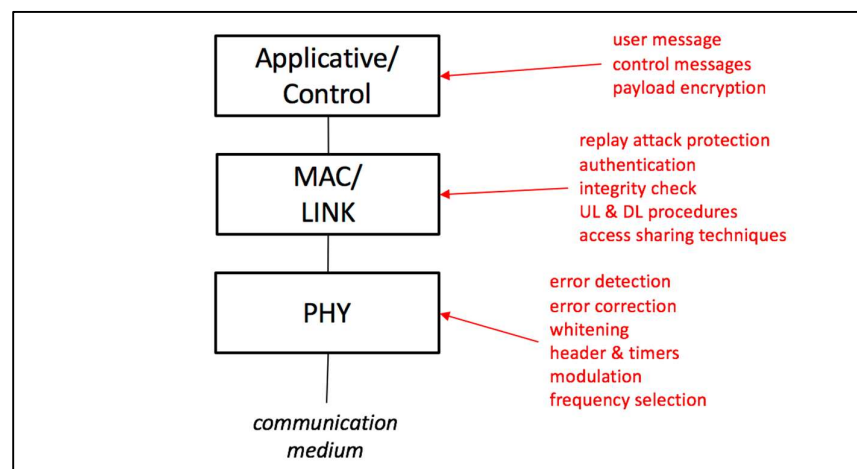 Applicative/
Control
user message
control messages
payload encryption
MAC/
LINK
replay attack protection
authentication
integrity check
UL & DL procedures
access sharing techniques
PHY
error detection
error correction
whitening
header & timers
modulation
frequency selection
communication
medium